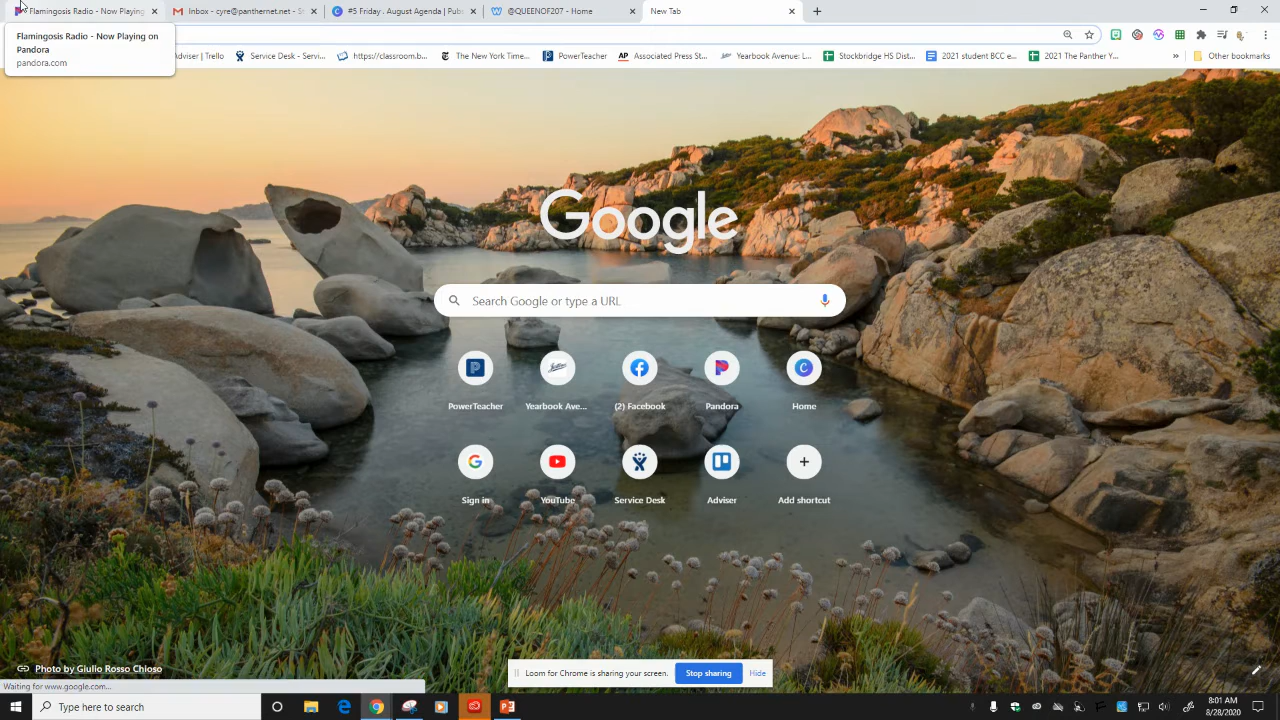 Flamingosis Radio - Now Playing
Inbox - cyre@panthernet.net - S
#5 Friday . August Agenda | Pub
@QUEENOF207 - Home
New Tab
Flamingosis Radio - Now Playing on
Pandora
pandora.com
Adviser | Trello
Service Desk - Servi...
https://classroom.b...
The New York Time...
PowerTeacher
AP Associated Press St...
Yearbook Avenue: L...
Stockbridge HS Dist...
2021 student BCC e...
2021 The Panther Y...
»
Other bookmarks
Google
Search Google or type a URL
PowerTeacher
Yearbook Ave...
(2) Facebook
Pandora
Home
Sign in
YouTube
Service Desk
Adviser
Add shortcut
Photo by Giulio Rosso Chioso
Waiting for www.google.com...
Loom for Chrome is sharing your screen.
Stop sharing
Hide
Type here to search
8:01 AM
8/28/2020